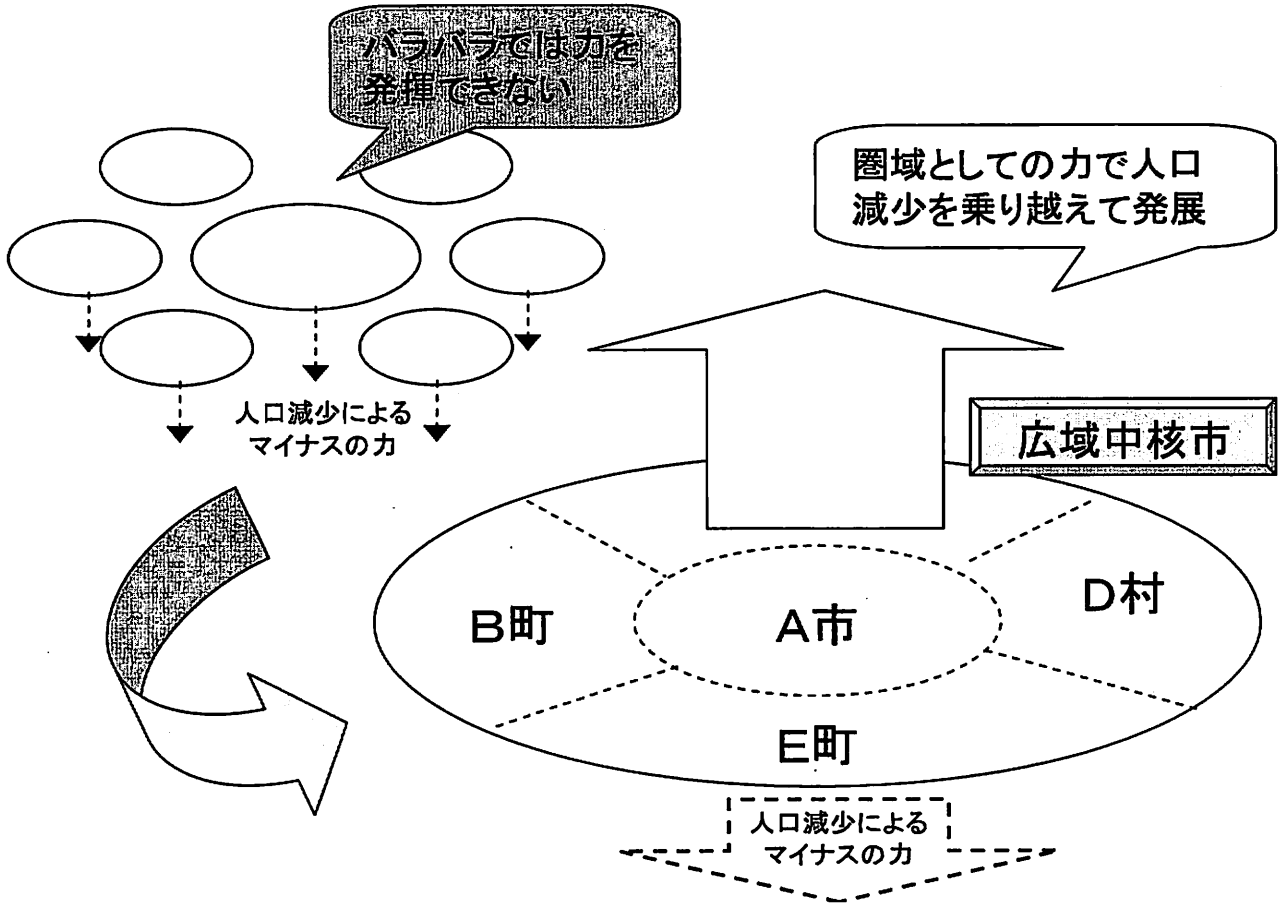 バラバラでは力を
発揮できない
圏域としての力で人口
減少を乗り越えて発展
人口減少による
マイナスの力
広域中核市
B町
A市
D村
E町
人口減少による
マイナスの力